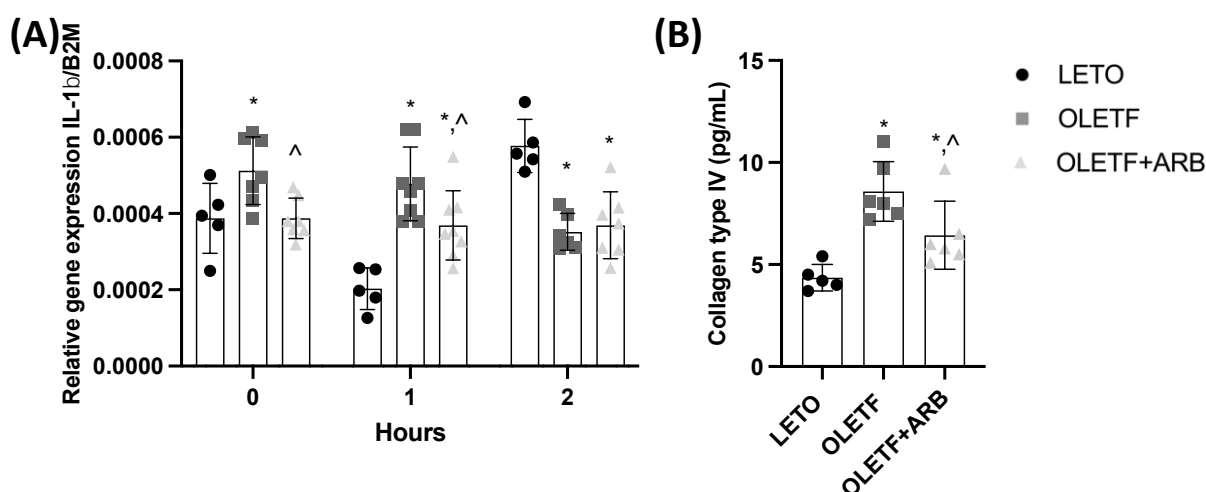 (A)
Relative gene expression IL-1b/B2M
0.0008
0.0006
0.0004
0.0002
0.0000
*
^
*
*,^
*
*
0
1
2
Hours
(B)
Collagen type IV (pg/mL)
15
10
5
0
*
*,^
LETO
OLETF
OLETF+ARB
LETO
OLETF
OLETF+ARB